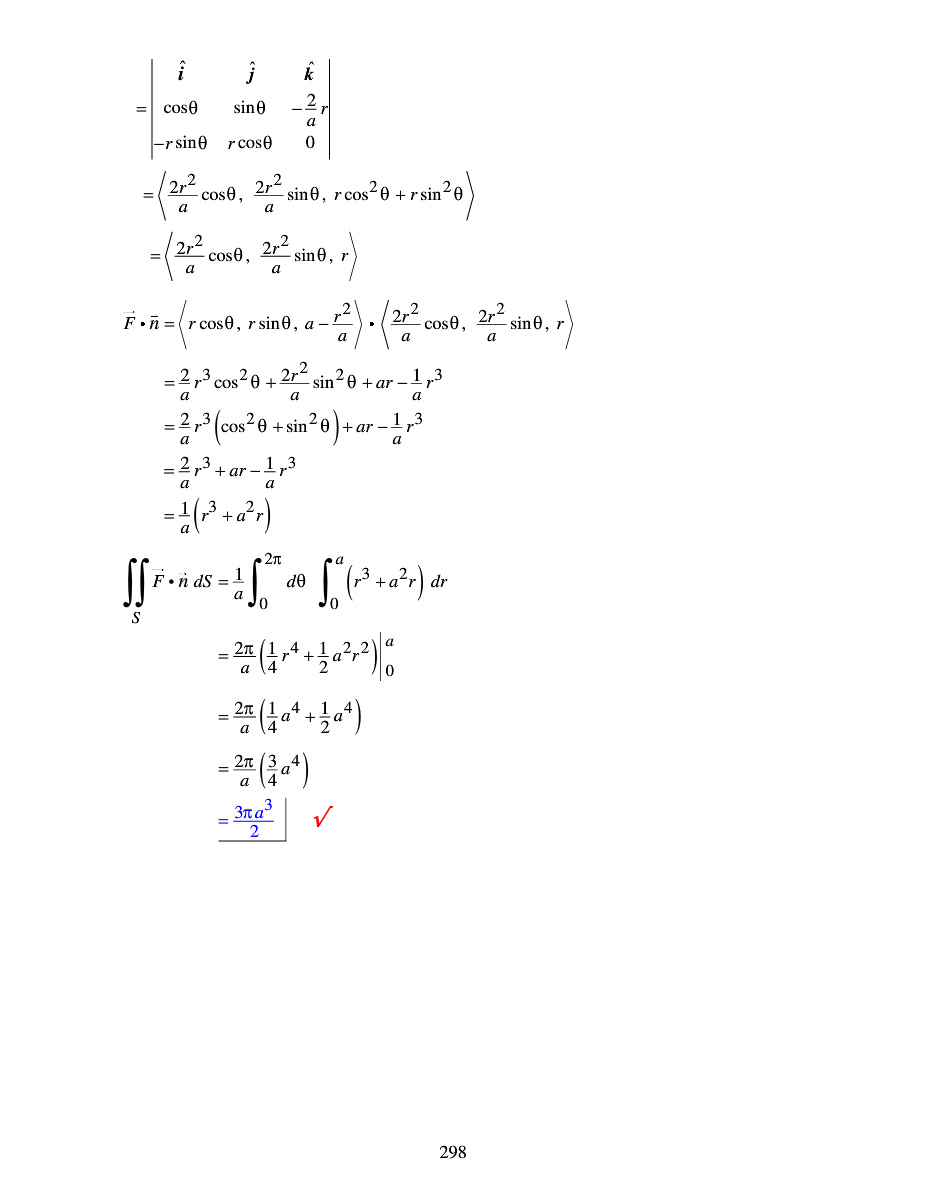 = | î ĵ k̂ |
| cosθ sinθ −2/a r |
| −r sinθ r cosθ 0 |
= ⟨ 2r²/a cosθ, 2r²/a sinθ, r cos²θ + r sin²θ ⟩
= ⟨ 2r²/a cosθ, 2r²/a sinθ, r ⟩
F⃗ • n⃗ = ⟨ r cosθ, r sinθ, a − r²/a ⟩ • ⟨ 2r²/a cosθ, 2r²/a sinθ, r ⟩
= 2/a r³ cos²θ + 2r²/a sin²θ + ar − 1/a r³
= 2/a r³ (cos²θ + sin²θ) + ar − 1/a r³
= 2/a r³ + ar − 1/a r³
= 1/a (r³ + a²r)
∬_S F⃗ • n⃗ dS = 1/a ∫₀^2π dθ ∫₀^a (r³ + a²r) dr
= 2π/a (1/4 r⁴ + 1/2 a²r²) |₀^a
= 2π/a (1/4 a⁴ + 1/2 a⁴)
= 2π/a (3/4 a⁴)
= 3πa³/2 √
298